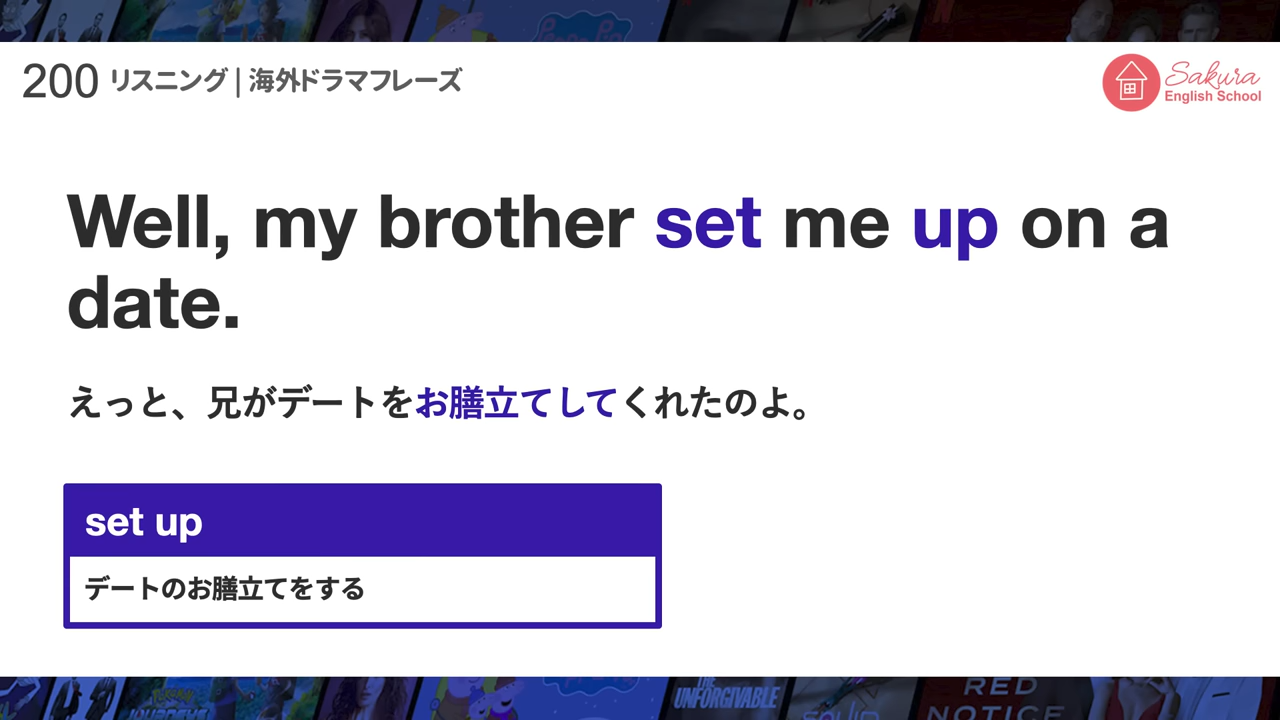 200 リスニング | 海外ドラマフレーズ
Sakura
English School
Well, my brother set me up on a
date.
えっと、兄がデートをお膳立てしてくれたのよ。
set up
デートのお膳立てをする
THE
UNFORGIVABLE
RED
NOTICE